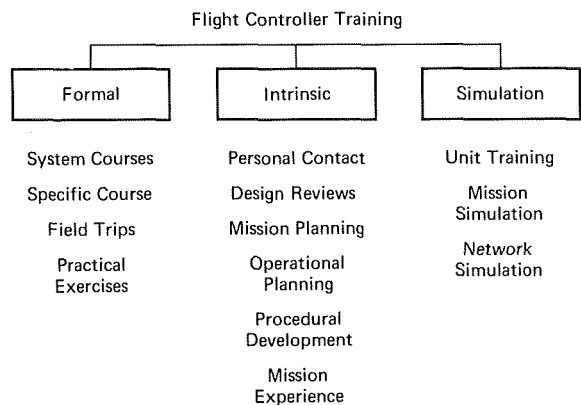 Flight Controller Training
Formal
Intrinsic
Simulation
System Courses
Specific Course
Field Trips
Practical
Exercises
Personal Contact
Design Reviews
Mission Planning
Operational
Planning
Procedural
Development
Mission
Experience
Unit Training
Mission
Simulation
Network
Simulation